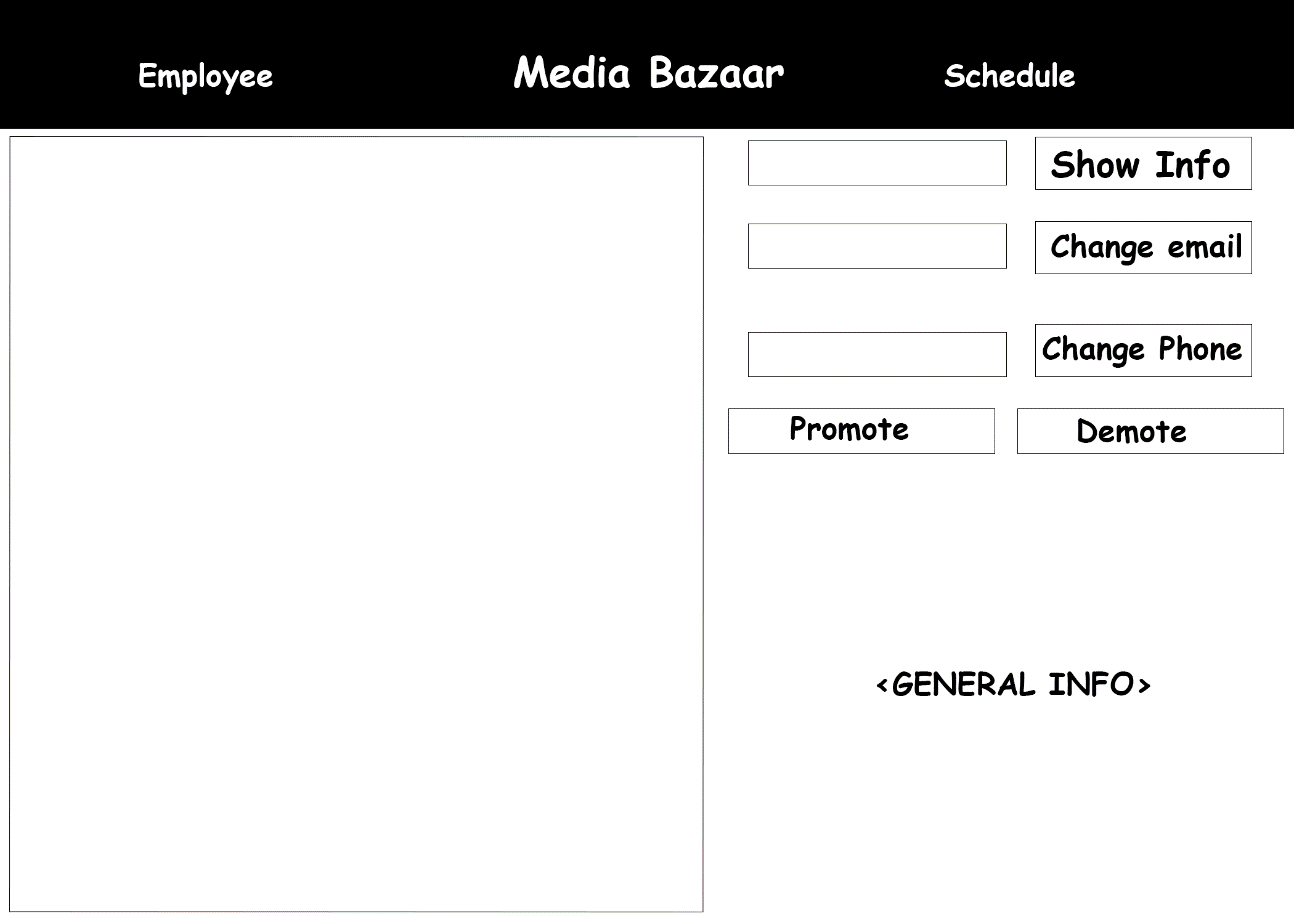 Employee
Media Bazaar
Schedule
Show Info
Change email
Change Phone
Promote
Demote
<GENERAL INFO>